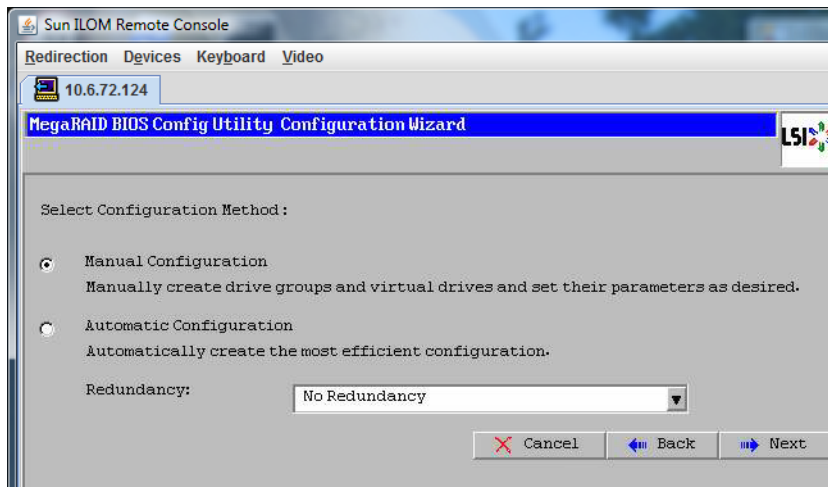 Sun ILOM Remote Console
Redirection Devices Keyboard Video
10.6.72.124
MegaRAID BIOS Config Utility Configuration Wizard
LSI
Select Configuration Method:
Manual Configuration
Manually create drive groups and virtual drives and set their parameters as desired.
Automatic Configuration
Automatically create the most efficient configuration.
Redundancy: No Redundancy
Cancel Back Next